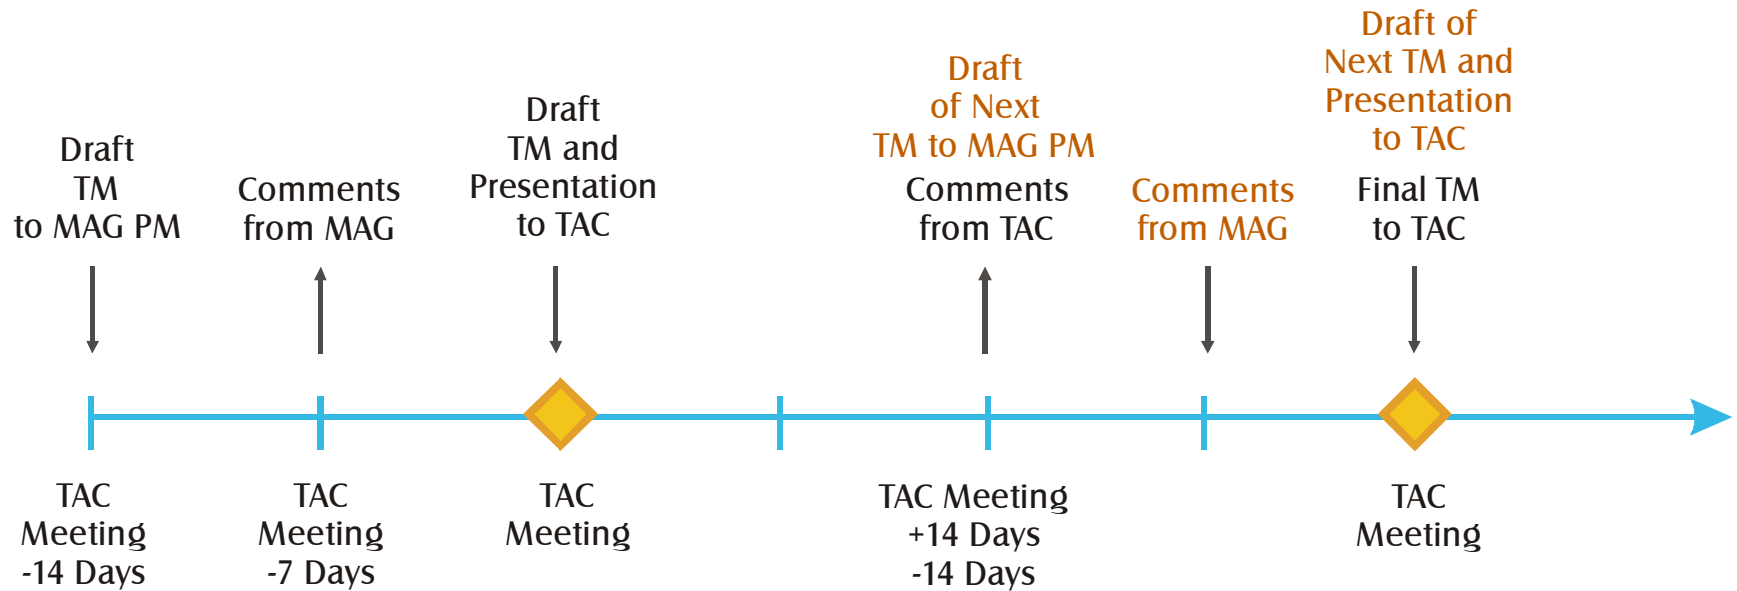 Draft
TM
to MAG PM
Comments
from MAG
Draft
TM and
Presentation
to TAC
Draft
of Next
TM to MAG PM
Comments
from TAC
Comments
from MAG
Draft of
Next TM and
Presentation
to TAC
Final TM
to TAC
TAC
Meeting
-14 Days
TAC
Meeting
-7 Days
TAC
Meeting
TAC Meeting
+14 Days
-14 Days
TAC
Meeting